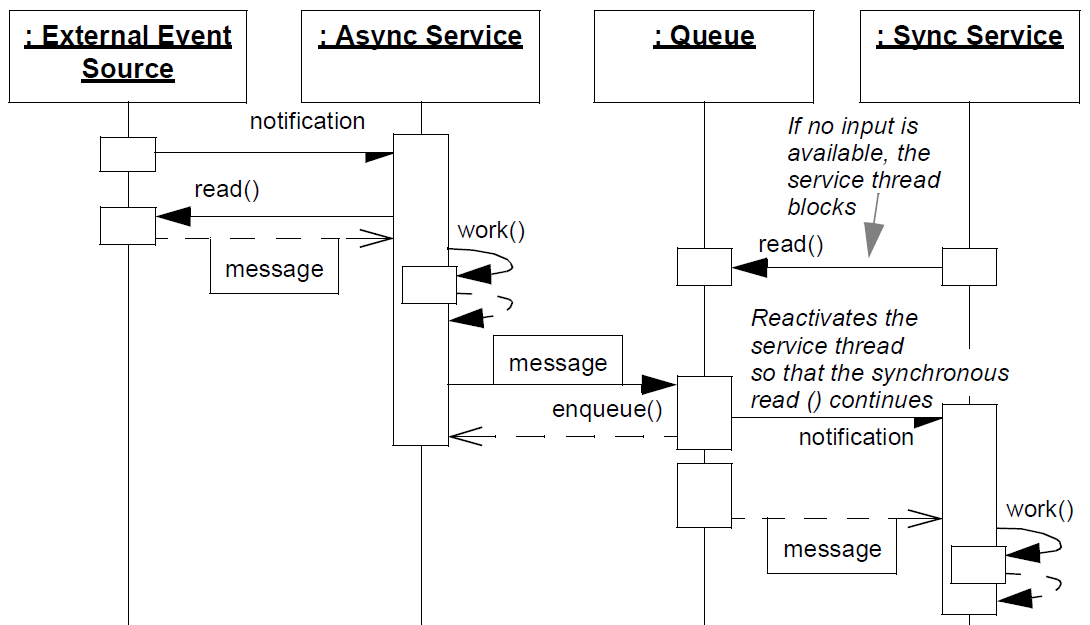 : External Event
Source
: Async Service
: Queue
: Sync Service
notification
If no input is
available, the
service thread
blocks
read()
work()
read()
message
Reactivates the
service thread
so that the synchronous
read () continues
message
enqueue()
notification
work()
message